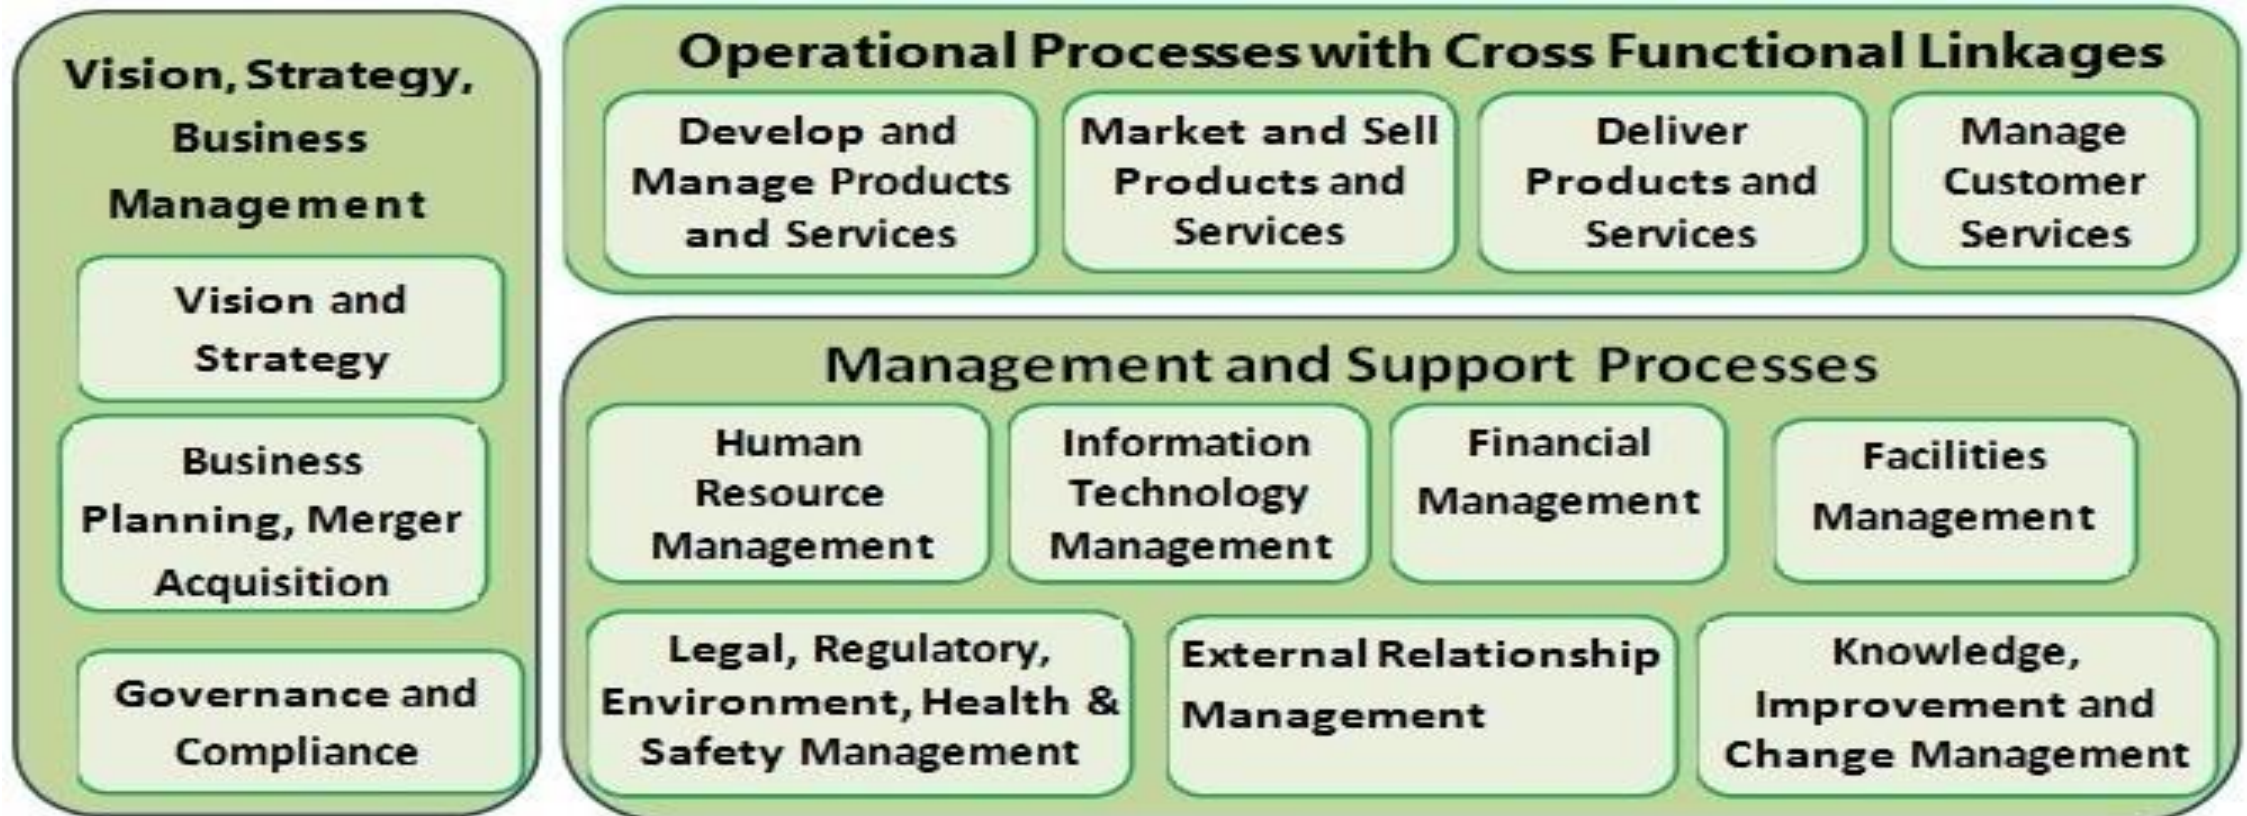 Vision, Strategy,
Business
Management
Vision and
Strategy
Business
Planning, Merger
Acquisition
Governance and
Compliance
Operational Processes with Cross Functional Linkages
Develop and
Manage Products
and Services
Market and Sell
Products and
Services
Deliver
Products and
Services
Manage
Customer
Services
Management and Support Processes
Human
Resource
Management
Information
Technology
Management
Financial
Management
Facilities
Management
Legal, Regulatory,
Environment, Health &
Safety Management
External Relationship
Management
Knowledge,
Improvement and
Change Management